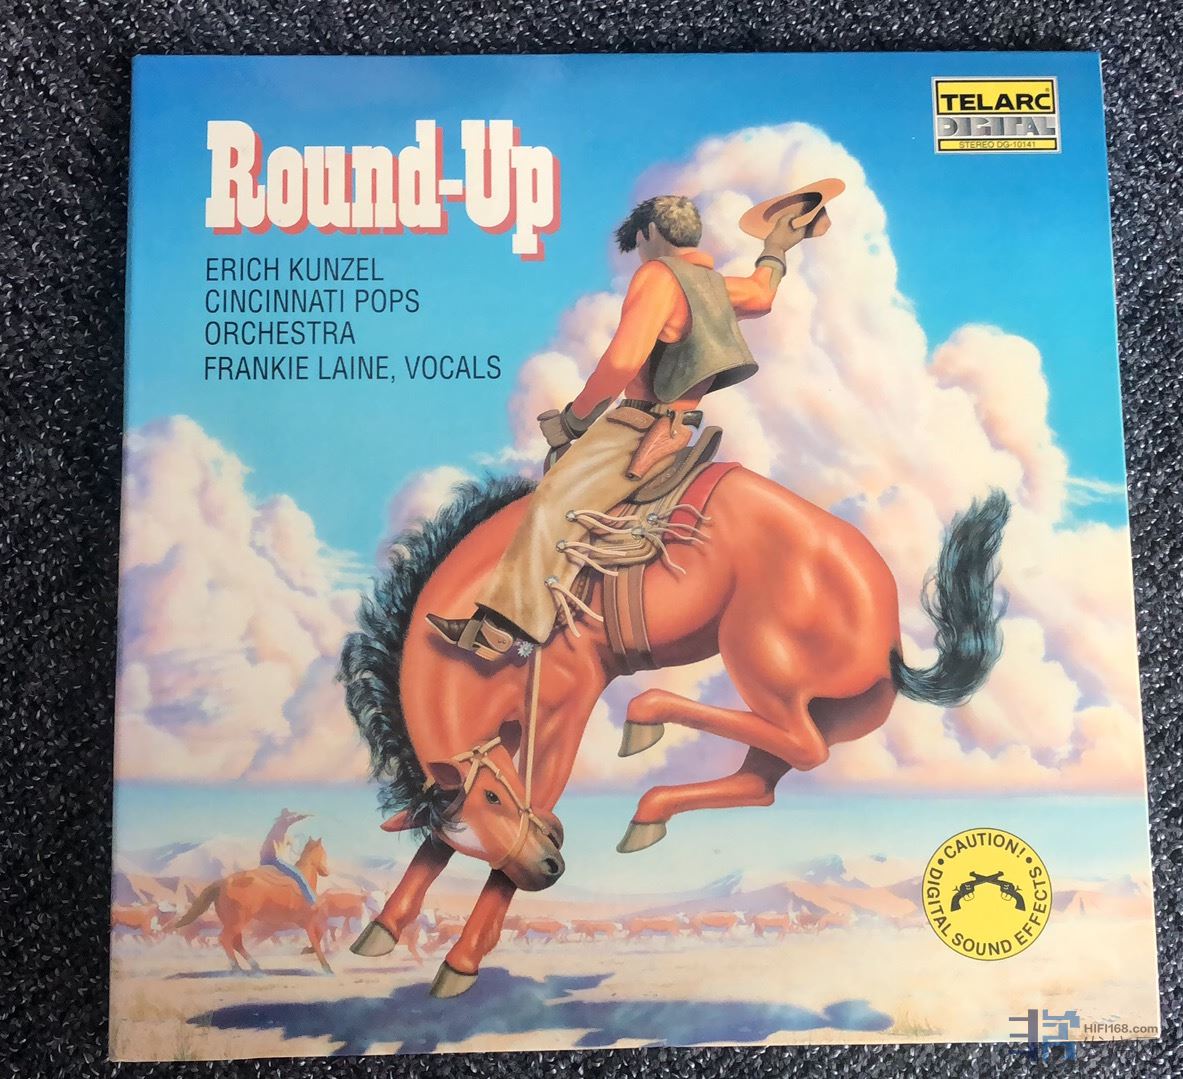 TELARC
DIGITAL
STEREO DG-10141
Round-Up
ERICH KUNZEL
CINCINNATI POPS
ORCHESTRA
FRANKIE LAINE, VOCALS
• CAUTION! •
DIGITAL SOUND EFFECTS
HiFi168.com